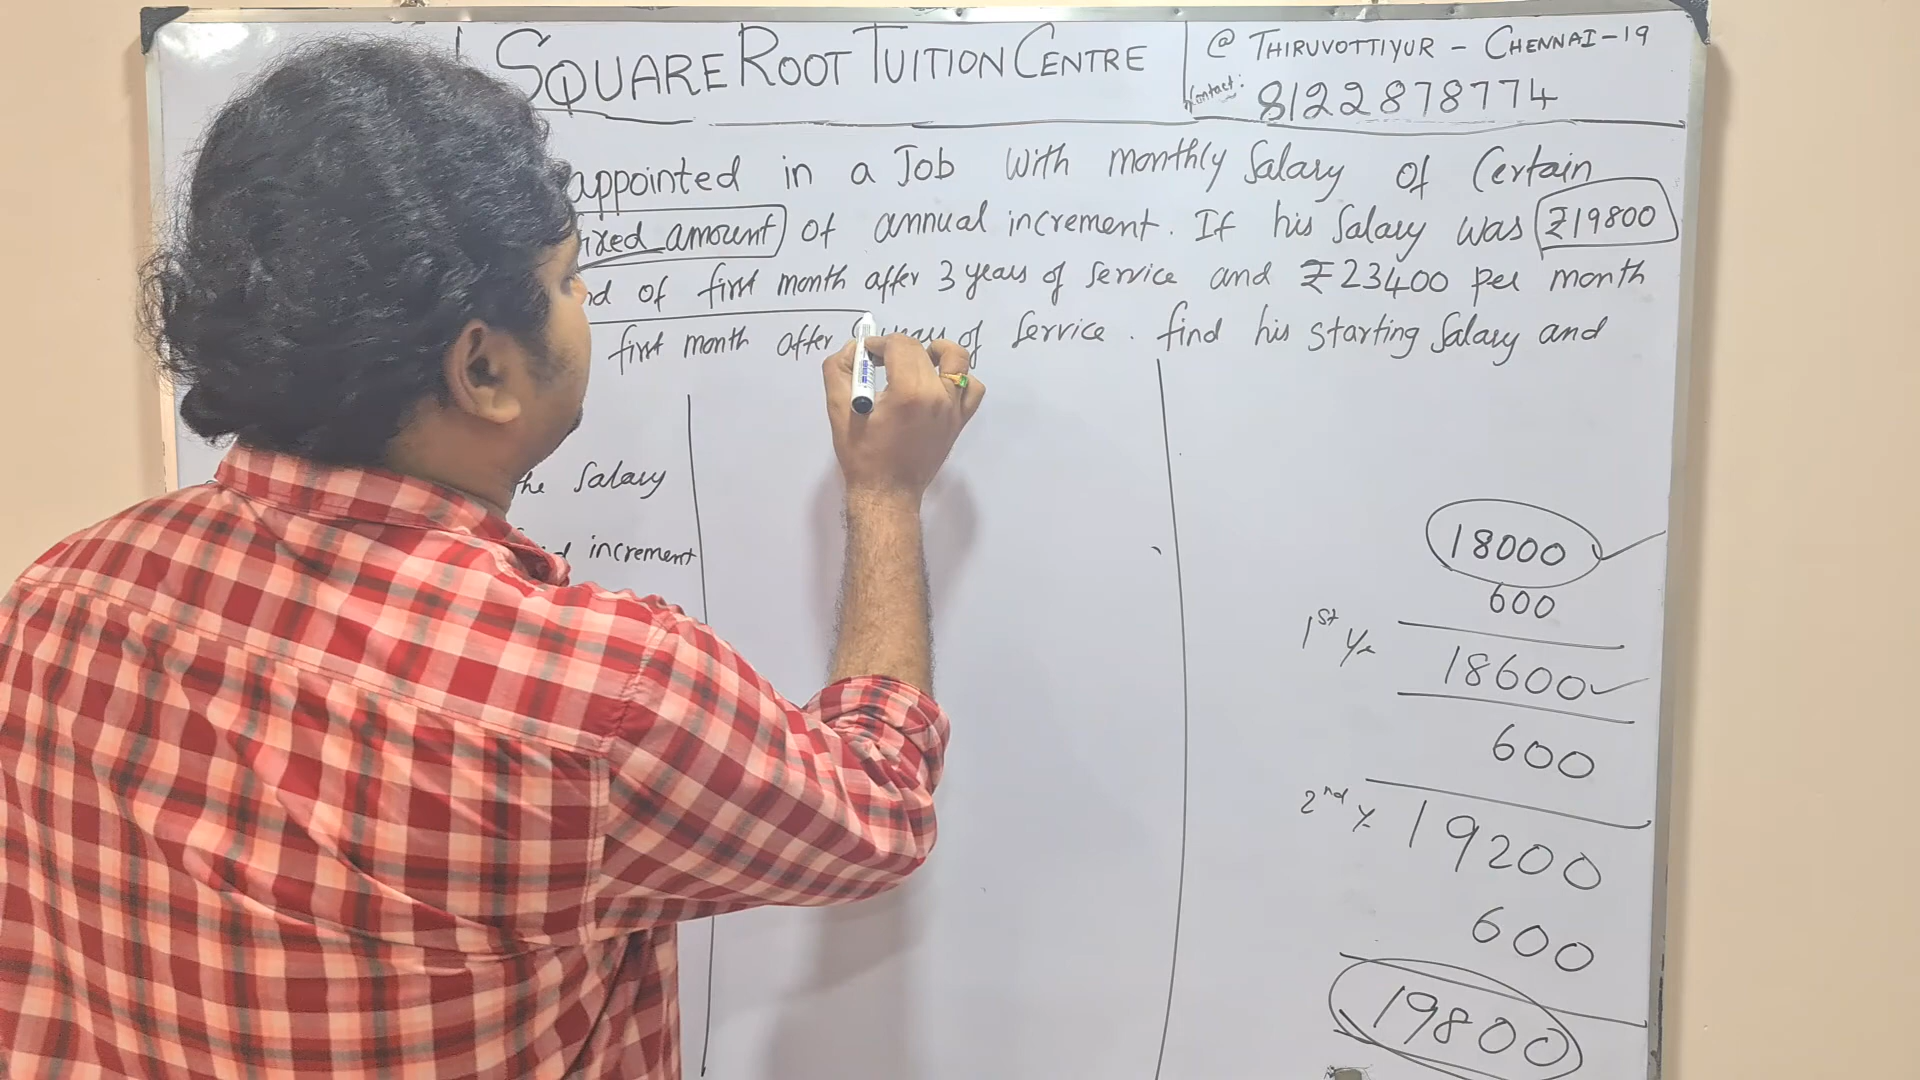 SQUARE ROOT TUITION CENTRE
@ THIRUVOTTIYUR - CHENNAI-19
Contact:
8122878774
appointed in a Job with monthly Salary of Certain
fixed amount of annual increment. If his Salary was ₹19800
of first month after 3 years of Service and ₹23400 per month
first month after years of Service. find his starting Salary and
the Salary
increment
18000
600
1st Yr 18600
600
2nd Yr 19200
600
19800